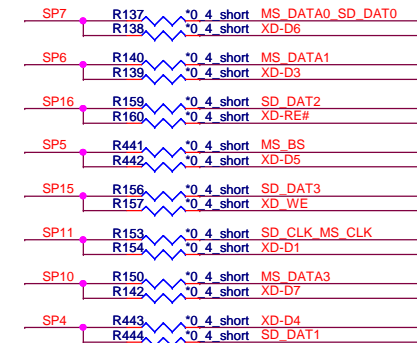 SP7 R137 *0_4_short MS_DATA0_SD_DAT0
R138 *0_4_short XD-D6
SP6 R140 *0_4_short MS_DATA1
R139 *0_4_short XD-D3
SP16 R159 *0_4_short SD_DAT2
R160 *0_4_short XD-RE#
SP5 R441 *0_4_short MS_BS
R442 *0_4_short XD-D5
SP15 R156 *0_4_short SD_DAT3
R157 *0_4_short XD_WE
SP11 R153 *0_4_short SD_CLK_MS_CLK
R154 *0_4_short XD-D1
SP10 R150 *0_4_short MS_DATA3
R142 *0_4_short XD-D7
SP4 R443 *0_4_short XD-D4
R444 *0_4_short SD_DAT1